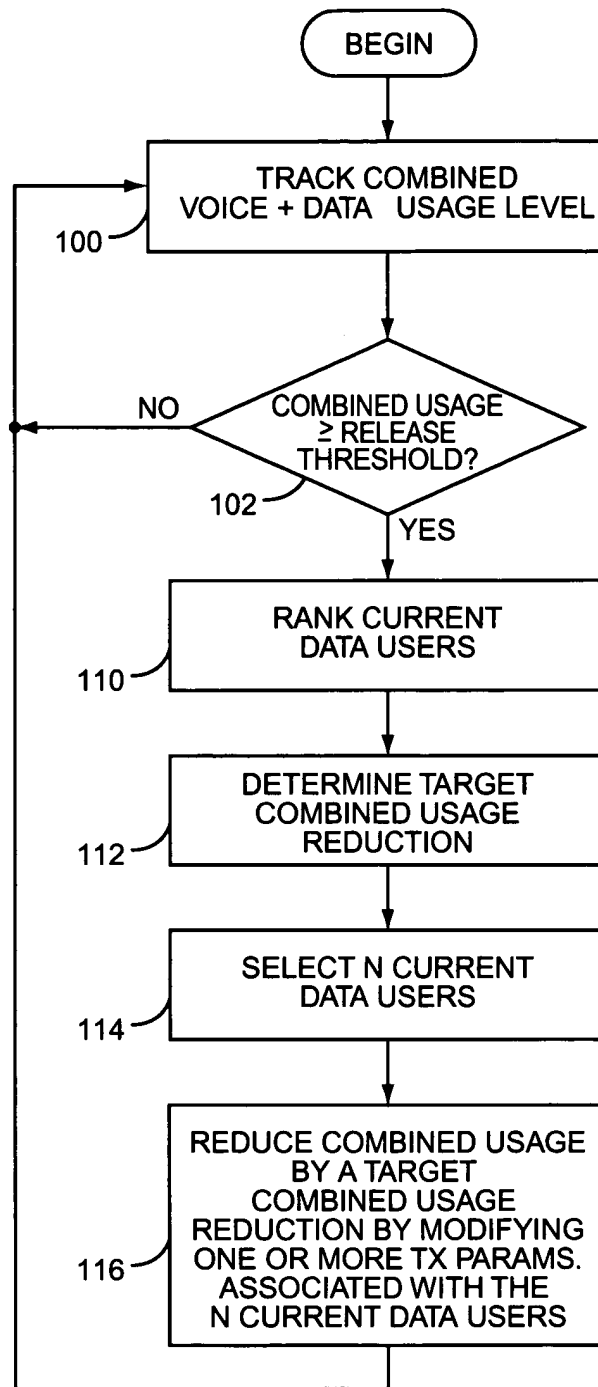 BEGIN
TRACK COMBINED
VOICE + DATA USAGE LEVEL
100
COMBINED USAGE
≥ RELEASE
THRESHOLD?
NO
102
YES
RANK CURRENT
DATA USERS
110
DETERMINE TARGET
COMBINED USAGE
REDUCTION
112
SELECT N CURRENT
DATA USERS
114
REDUCE COMBINED USAGE
BY A TARGET
COMBINED USAGE
REDUCTION BY MODIFYING
ONE OR MORE TX PARAMS.
ASSOCIATED WITH THE
N CURRENT DATA USERS
116